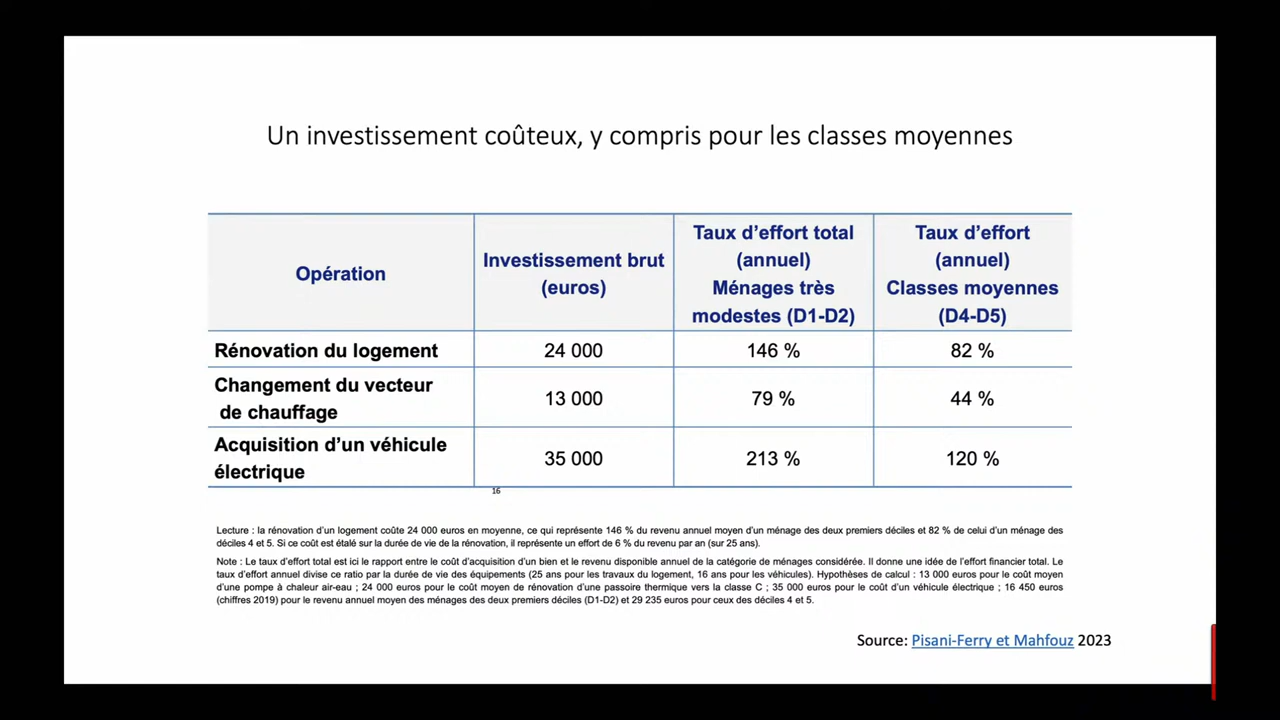 Un investissement coûteux, y compris pour les classes moyennes
Opération
Investissement brut
(euros)
Taux d'effort total
(annuel)
Ménages très
modestes (D1-D2)
Taux d'effort
(annuel)
Classes moyennes
(D4-D5)
Rénovation du logement
24 000
146 %
82 %
Changement du vecteur
de chauffage
13 000
79 %
44 %
Acquisition d'un véhicule
électrique
35 000
213 %
120 %
16
Lecture : la rénovation d'un logement coûte 24 000 euros en moyenne, ce qui représente 146 % du revenu annuel moyen d'un ménage des deux premiers déciles et 82 % de celui d'un ménage des
déciles 4 et 5. Si ce coût est étalé sur la durée de vie de la rénovation, il représente un effort de 6 % du revenu par an (sur 25 ans).
Note : Le taux d'effort total est ici le rapport entre le coût d'acquisition d'un bien et le revenu disponible annuel de la catégorie de ménages considérée. Il donne une idée de l'effort financier total. Le
taux d'effort annuel divise ce ratio par la durée de vie des équipements (25 ans pour les travaux du logement, 16 ans pour les véhicules). Hypothèses de calcul : 13 000 euros pour le coût moyen
d'une pompe à chaleur air-eau ; 24 000 euros pour le coût moyen de rénovation d'une passoire thermique vers la classe C ; 35 000 euros pour le coût d'un véhicule électrique ; 16 450 euros
(chiffres 2019) pour le revenu annuel moyen des ménages des deux premiers déciles (D1-D2) et 29 235 euros pour ceux des déciles 4 et 5.
Source: Pisani-Ferry et Mahfouz 2023